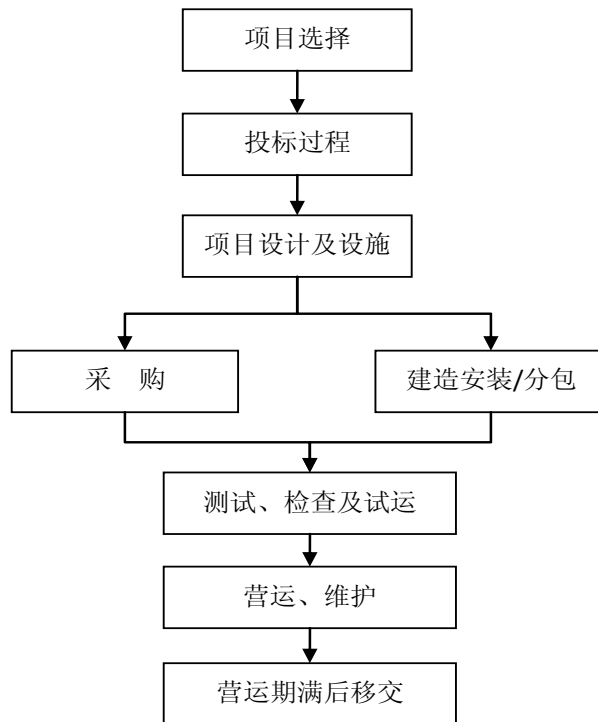 项目选择
投标过程
项目设计及设施
采 购
建造安装/分包
测试、检查及试运
营运、维护
营运期满后移交